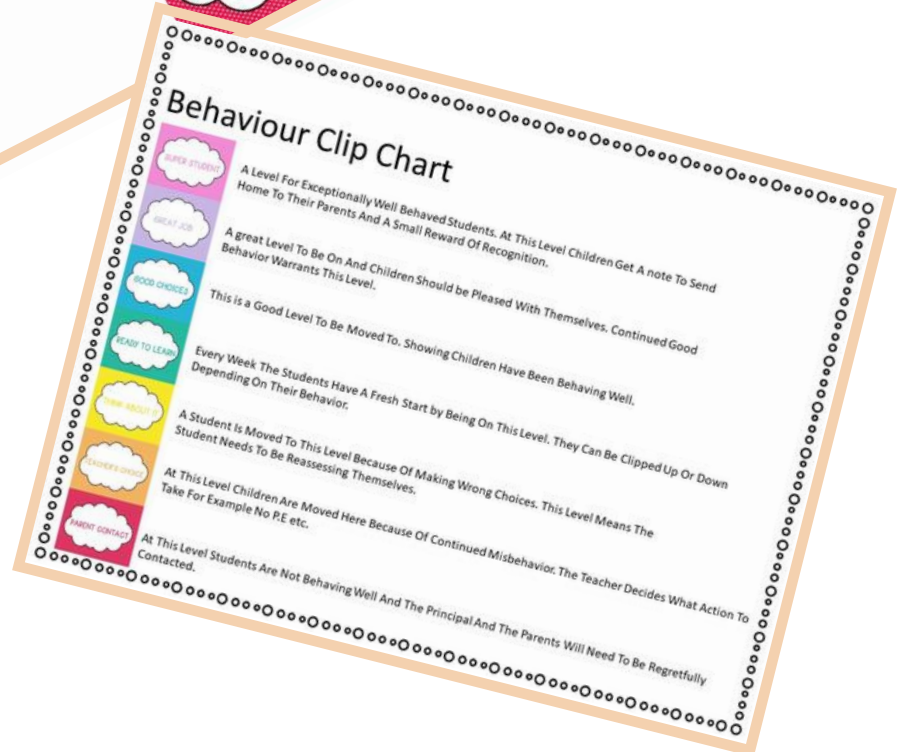 Behaviour Clip Chart
SUPER STUDENT
A Level For Exceptionally Well Behaved Students. At This Level Children Get A note To Send
Home To Their Parents And A Small Reward Of Recognition.
GREAT JOB
A great Level To Be On And Children Should be Pleased With Themselves. Continued Good
Behavior Warrants This Level.
GOOD CHOICES
This is a Good Level To Be Moved To. Showing Children Have Been Behaving Well.
READY TO LEARN
Every Week The Students Have A Fresh Start by Being On This Level. They Can Be Clipped Up Or Down
Depending On Their Behavior.
THINK ABOUT IT
A Student Is Moved To This Level Because Of Making Wrong Choices. This Level Means The
Student Needs To Be Reassessing Themselves.
TEACHER'S CHOICE
At This Level Children Are Moved Here Because Of Continued Misbehavior. The Teacher Decides What Action To
Take For Example No P.E etc.
PARENT CONTACT
At This Level Students Are Not Behaving Well And The Principal And The Parents Will Need To Be Regretfully
Contacted.